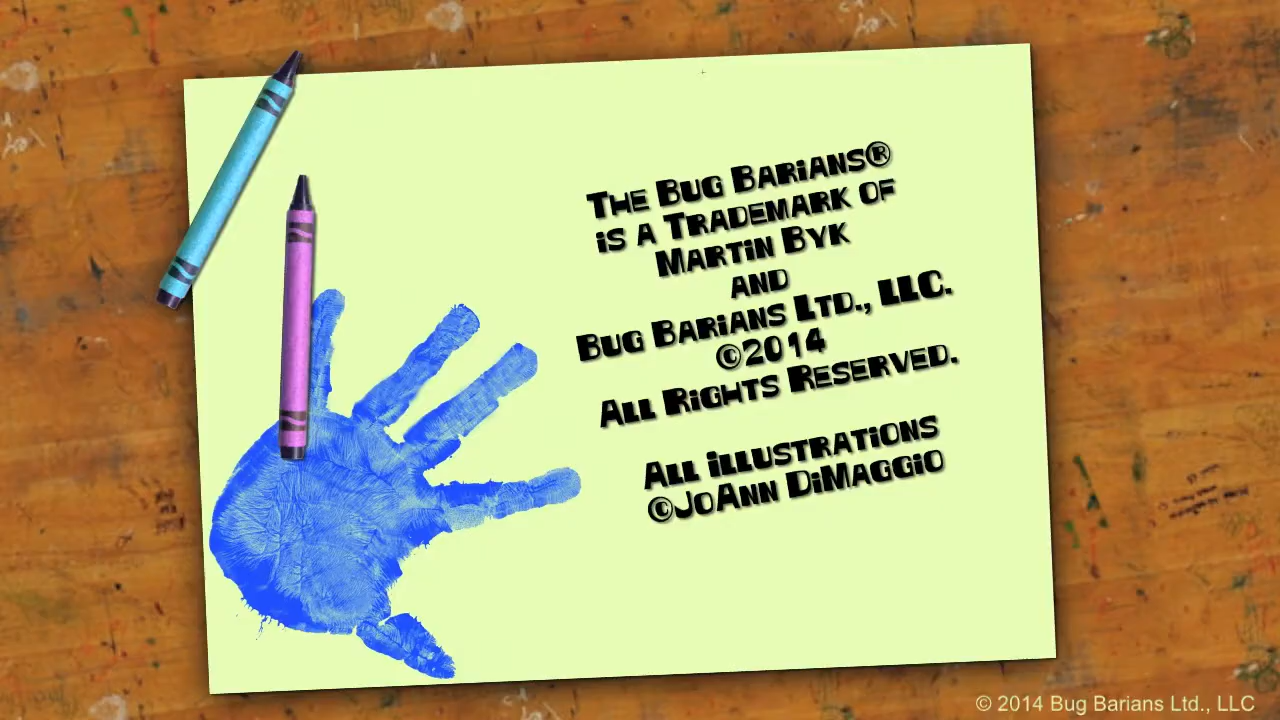 The Bug Barians®
is a Trademark of
Martin Byk
and
Bug Barians Ltd., LLC.
©2014
All Rights Reserved.
All illustrations
©JoAnn DiMaggio
© 2014 Bug Barians Ltd., LLC